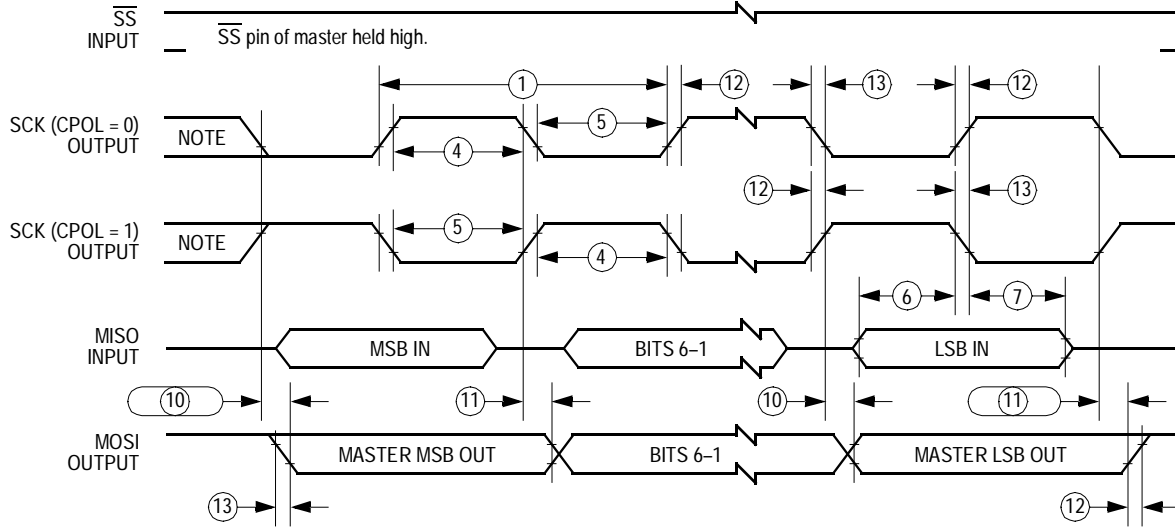 SS
INPUT
SS pin of master held high.
1
12
13
12
SCK (CPOL = 0)
OUTPUT
NOTE
5
4
12
13
SCK (CPOL = 1)
OUTPUT
NOTE
5
4
6
7
MISO
INPUT
MSB IN
BITS 6–1
LSB IN
10
11
10
11
MOSI
OUTPUT
MASTER MSB OUT
BITS 6–1
MASTER LSB OUT
13
12